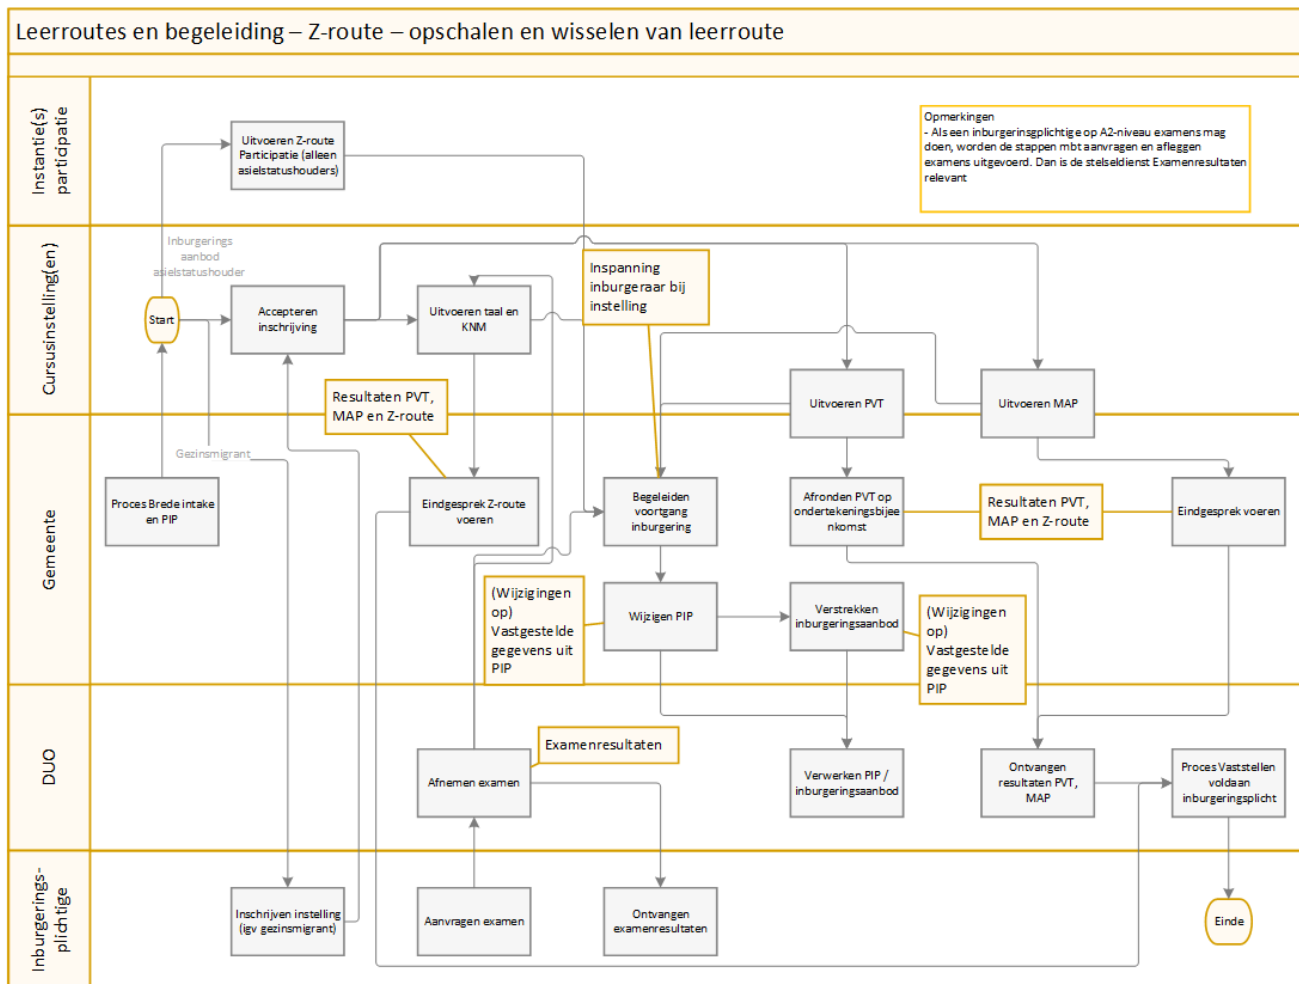 Leerroutes en begeleiding – Z-route – opschalen en wisselen van leerroute
Instantie(s)
participatie
Uitvoeren Z-route
Participatie (alleen
asielstatushouders)
Opmerkingen
- Als een inburgeringsplichtige op A2-niveau examens mag
doen, worden de stappen mbt aanvragen en afleggen
examens uitgevoerd. Dan is de stelseldienst Examenresultaten
relevant
Cursusinstelling(en)
Inburgerings
aanbod
asielstatushouder
Start
Accepteren
inschrijving
Uitvoeren taal en
KNM
Inspanning
inburgeraar bij
instelling
Resultaten PVT,
MAP en Z-route
Uitvoeren PVT
Uitvoeren MAP
Gemeente
Gezinsmigrant
Proces Brede intake
en PIP
Eindgesprek Z-route
voeren
Begeleiden
voortgang
inburgering
Afronden PVT op
ondertekeningsbijee
nkomst
Resultaten PVT,
MAP en Z-route
Eindgesprek voeren
(Wijzigingen
op)
Vastgestelde
gegevens uit
PIP
Wijzigen PIP
Verstrekken
inburgeringsaanbod
(Wijzigingen
op)
Vastgestelde
gegevens uit
PIP
DUO
Examenresultaten
Afnemen examen
Verwerken PIP /
inburgeringsaanbod
Ontvangen
resultaten PVT,
MAP
Proces Vaststellen
voldaan
inburgeringsplicht
Inburgerings-
plichtige
Inschrijven instelling
(igv gezinsmigrant)
Aanvragen examen
Ontvangen
examenresultaten
Einde